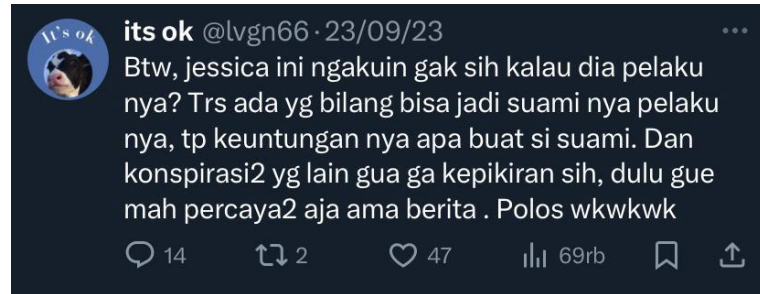 It's ok
its ok @lvgn66 · 23/09/23
Btw, jessica ini ngakuin gak sih kalau dia pelaku
nya? Trs ada yg bilang bisa jadi suami nya pelaku
nya, tp keuntungan nya apa buat si suami. Dan
konspirasi2 yg lain gua ga kepikiran sih, dulu gue
mah percaya2 aja ama berita . Polos wkwkwk
14 2 47 69rb